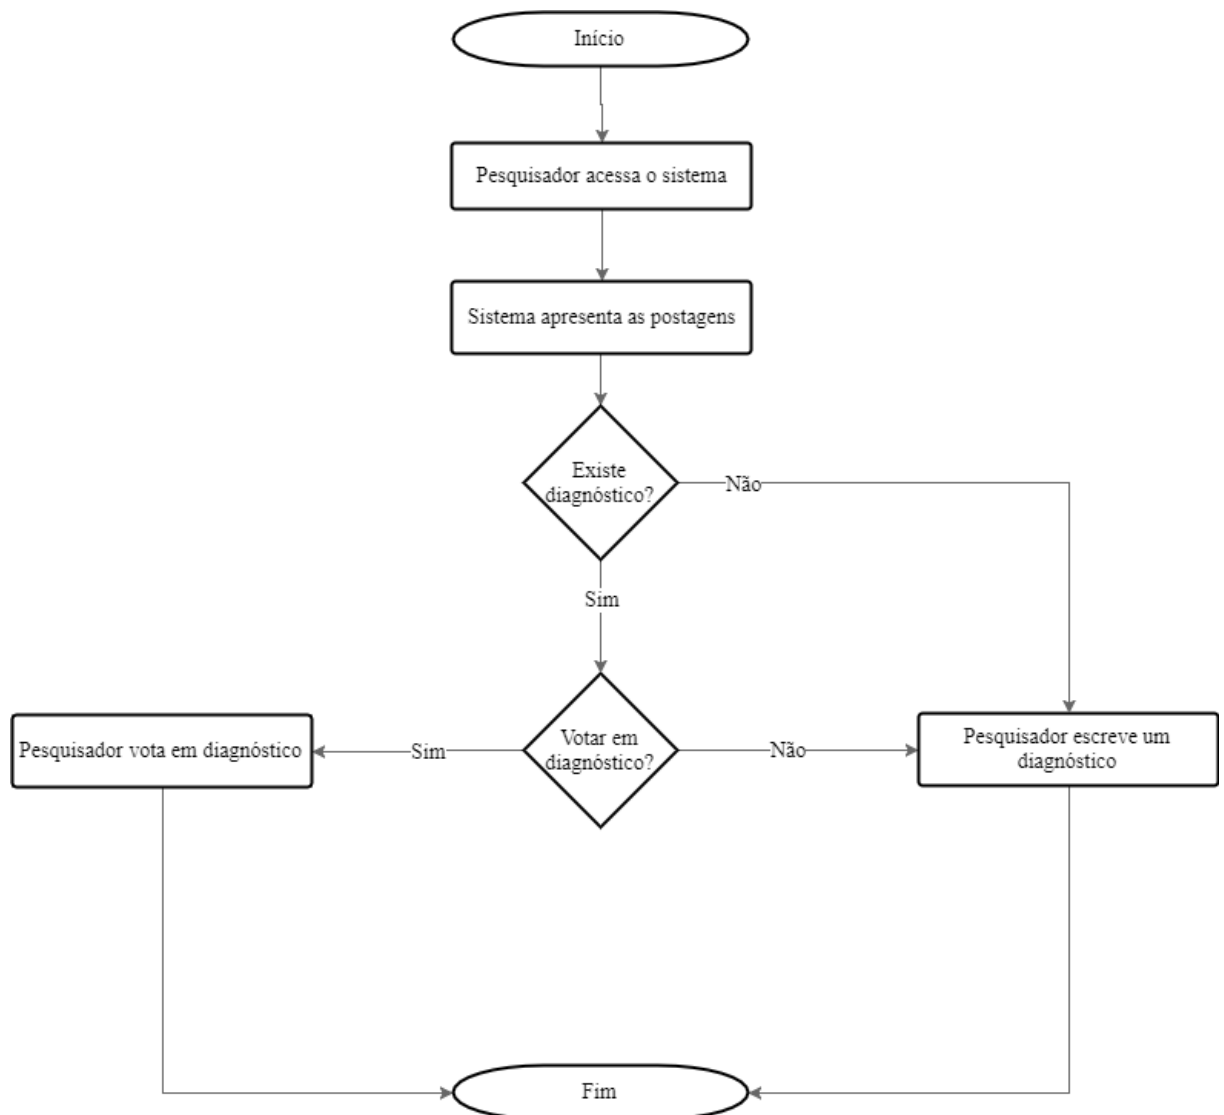 Início
Pesquisador acessa o sistema
Sistema apresenta as postagens
Existe
diagnóstico?
Não
Sim
Pesquisador vota em diagnóstico
Sim
Votar em
diagnóstico?
Não
Pesquisador escreve um
diagnóstico
Fim